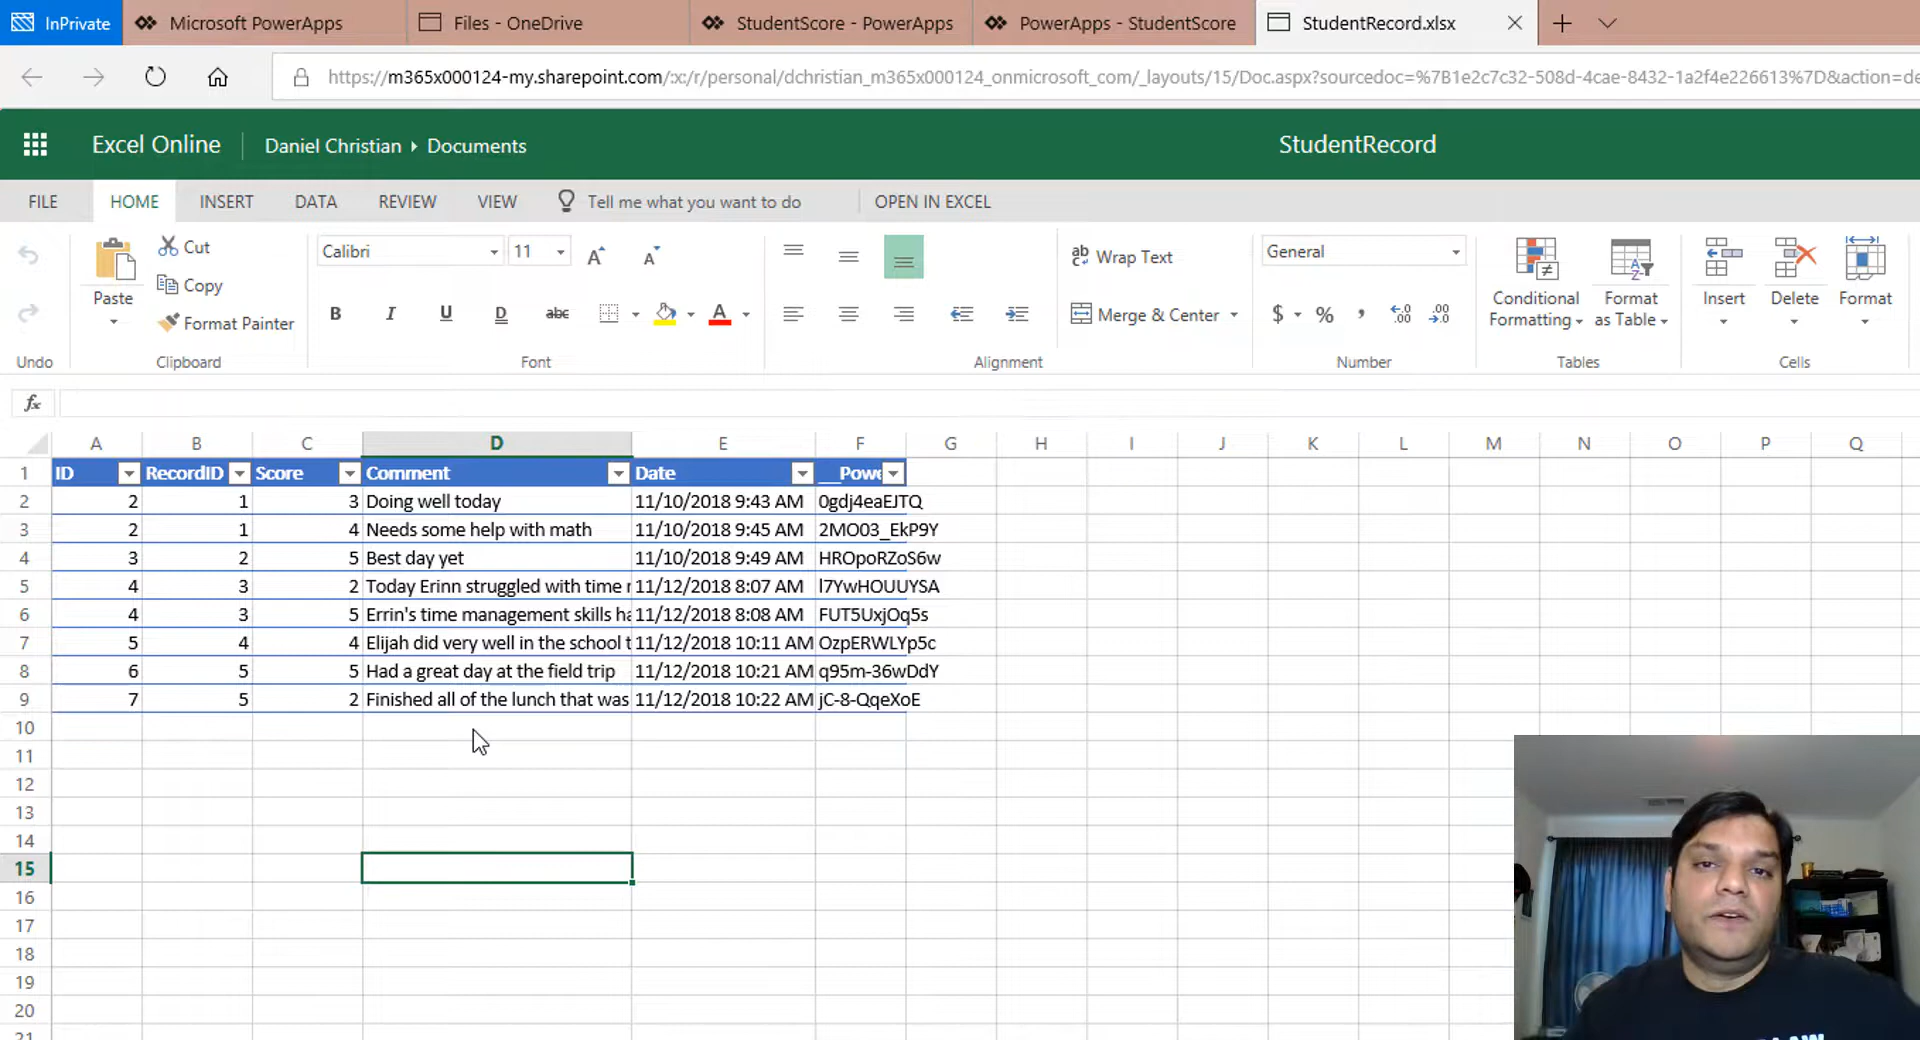 InPrivate Microsoft PowerApps Files - OneDrive StudentScore - PowerApps PowerApps - StudentScore StudentRecord.xlsx
https://m365x000124-my.sharepoint.com/:x:/r/personal/dchristian_m365x000124_onmicrosoft_com/_layouts/15/Doc.aspx?sourcedoc=%7B1e2c7c32-508d-4cae-8432-1a2f4e226613%7D&action=de
Excel Online Daniel Christian Documents StudentRecord
FILE HOME INSERT DATA REVIEW VIEW Tell me what you want to do OPEN IN EXCEL
Cut
Calibri 11 Wrap Text General
Copy
Paste Conditional Formatting Format as Table Insert Delete Format
Format Painter B I U D abc A Merge & Center $ % , .00
Undo Clipboard Font Alignment Number Tables Cells
fx
A B C D E F G H I J K L M N O P Q
1 ID RecordID Score Comment Date __Powe
2 2 1 3 Doing well today 11/10/2018 9:43 AM 0gdj4eaEJTQ
3 2 1 4 Needs some help with math 11/10/2018 9:45 AM 2MO03_EkP9Y
4 3 2 5 Best day yet 11/10/2018 9:49 AM HROpoRZoS6w
5 4 3 2 Today Erinn struggled with time 11/12/2018 8:07 AM l7YwHOUUYSA
6 4 3 5 Errin's time management skills ha 11/12/2018 8:08 AM FUT5UxjOq5s
7 5 4 4 Elijah did very well in the school t 11/12/2018 10:11 AM OzpERWLYp5c
8 6 5 5 Had a great day at the field trip 11/12/2018 10:21 AM q95m-36wDdY
9 7 5 2 Finished all of the lunch that was 11/12/2018 10:22 AM jC-8-QqeXoE
10
11
12
13
14
15
16
17
18
19
20
21